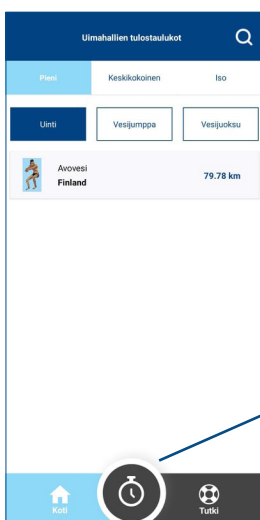 Uimahallien tulostaulukot
Pieni Keskikokoinen Iso
Uinti Vesijumppa Vesijuoksu
Avovesi
Finland
79.78 km
Koti Tutki